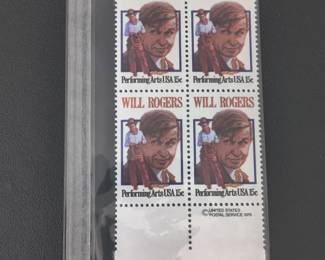 Performing Arts USA 15c
Performing Arts USA 15c
WILL ROGERS
WILL ROGERS
Performing Arts USA 15c
Performing Arts USA 15c
© UNITED STATES
POSTAL SERVICE 1979